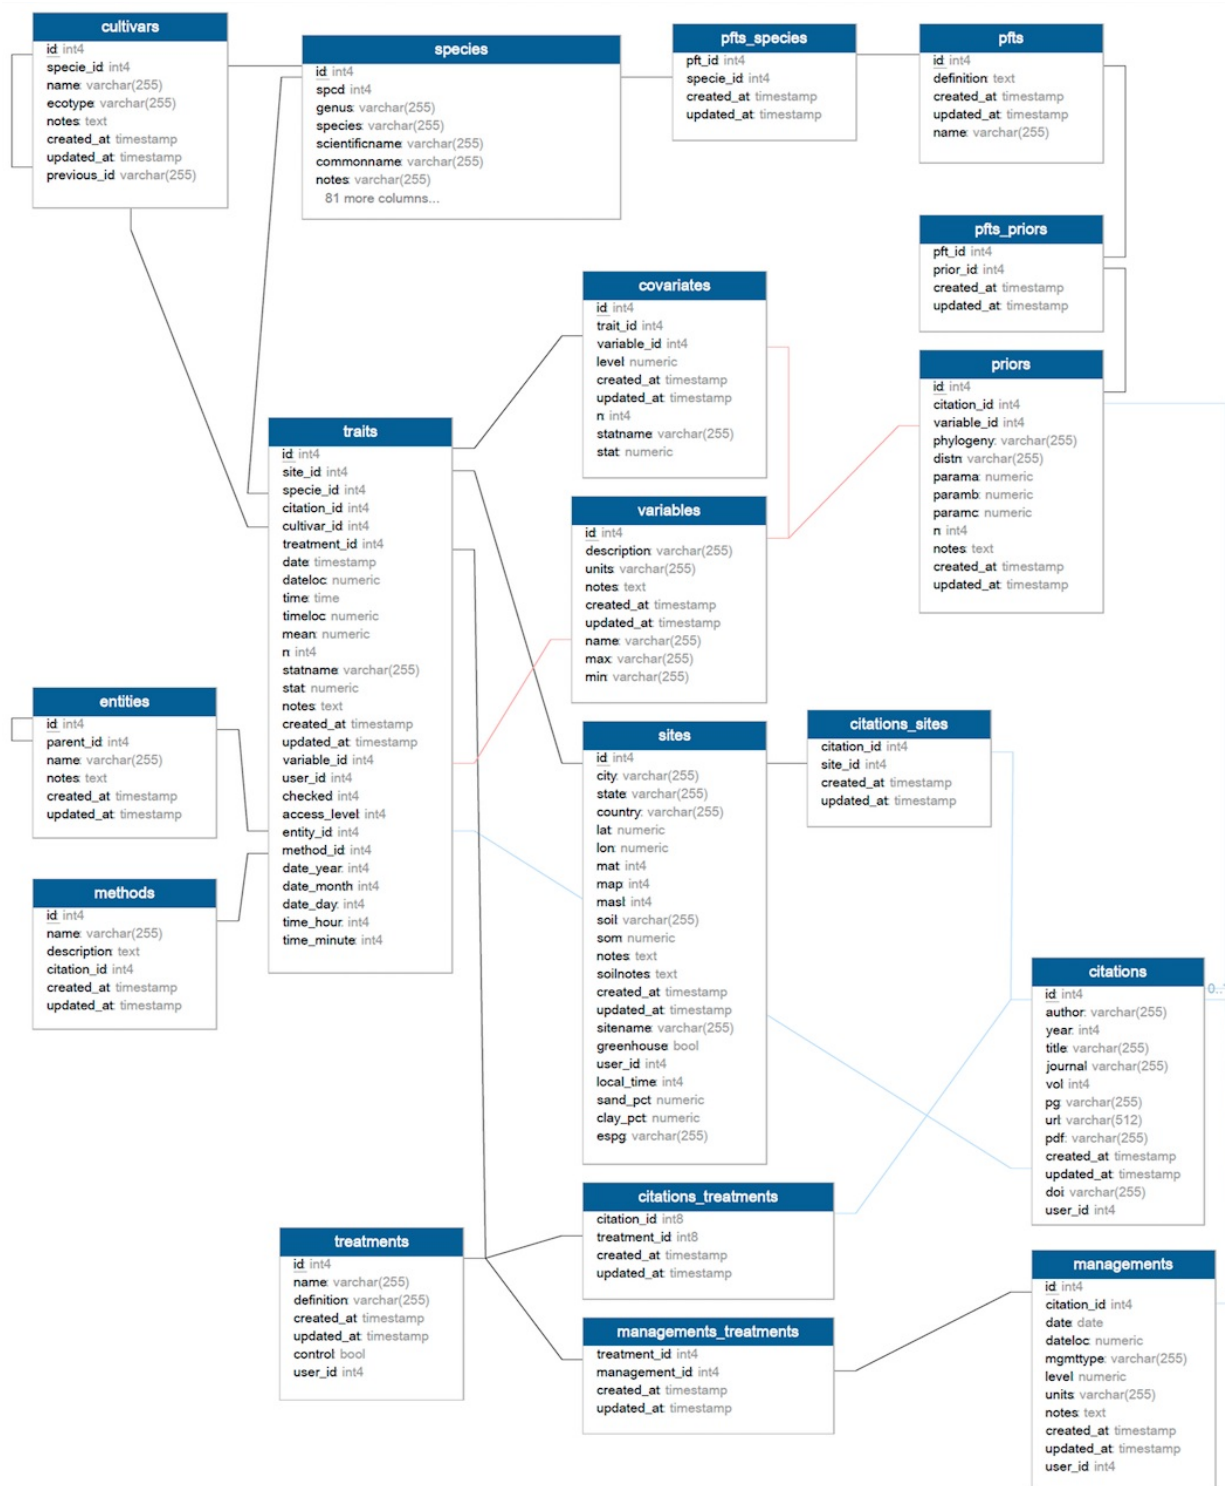 cultivars
id: int4
specie_id: int4
name: varchar(255)
ecotype: varchar(255)
notes: text
created_at: timestamp
updated_at: timestamp
previous_id: varchar(255)
species
id: int4
spcd: int4
genus: varchar(255)
species: varchar(255)
scientificname: varchar(255)
commonname: varchar(255)
notes: varchar(255)
81 more columns...
pfts_species
pft_id: int4
specie_id: int4
created_at: timestamp
updated_at: timestamp
pfts
id: int4
definition: text
created_at: timestamp
updated_at: timestamp
name: varchar(255)
pfts_priors
pft_id: int4
prior_id: int4
created_at: timestamp
updated_at: timestamp
covariates
id: int4
trait_id: int4
variable_id: int4
level: numeric
created_at: timestamp
updated_at: timestamp
n: int4
statname: varchar(255)
stat: numeric
priors
id: int4
citation_id: int4
variable_id: int4
phylogeny: varchar(255)
distn: varchar(255)
parama: numeric
paramb: numeric
paramc: numeric
n: int4
notes: text
created_at: timestamp
updated_at: timestamp
traits
id: int4
site_id: int4
specie_id: int4
citation_id: int4
cultivar_id: int4
treatment_id: int4
date: timestamp
dateloc: numeric
time: time
timeloc: numeric
mean: numeric
n: int4
statname: varchar(255)
stat: numeric
notes: text
created_at: timestamp
updated_at: timestamp
variable_id: int4
user_id: int4
checked: int4
access_level: int4
entity_id: int4
method_id: int4
date_year: int4
date_month: int4
date_day: int4
time_hour: int4
time_minute: int4
variables
id: int4
description: varchar(255)
units: varchar(255)
notes: text
created_at: timestamp
updated_at: timestamp
name: varchar(255)
max: varchar(255)
min: varchar(255)
entities
id: int4
parent_id: int4
name: varchar(255)
notes: text
created_at: timestamp
updated_at: timestamp
methods
id: int4
name: varchar(255)
description: text
citation_id: int4
created_at: timestamp
updated_at: timestamp
sites
id: int4
city: varchar(255)
state: varchar(255)
country: varchar(255)
lat: numeric
lon: numeric
mat: int4
map: int4
masl: int4
soil: varchar(255)
som: numeric
notes: text
soilnotes: text
created_at: timestamp
updated_at: timestamp
sitename: varchar(255)
greenhouse: bool
user_id: int4
local_time: int4
sand_pct: numeric
clay_pct: numeric
espg: varchar(255)
citations_sites
citation_id: int4
site_id: int4
created_at: timestamp
updated_at: timestamp
citations
id: int4
author: varchar(255)
year: int4
title: varchar(255)
journal: varchar(255)
vol: int4
pg: varchar(255)
url: varchar(512)
pdf: varchar(255)
created_at: timestamp
updated_at: timestamp
doi: varchar(255)
user_id: int4
citations_treatments
citation_id: int8
treatment_id: int8
created_at: timestamp
updated_at: timestamp
treatments
id: int4
name: varchar(255)
definition: varchar(255)
created_at: timestamp
updated_at: timestamp
control: bool
user_id: int4
managements_treatments
treatment_id: int4
management_id: int4
created_at: timestamp
updated_at: timestamp
managements
id: int4
citation_id: int4
date: date
dateloc: numeric
mgmttype: varchar(255)
level: numeric
units: varchar(255)
notes: text
created_at: timestamp
updated_at: timestamp
user_id: int4